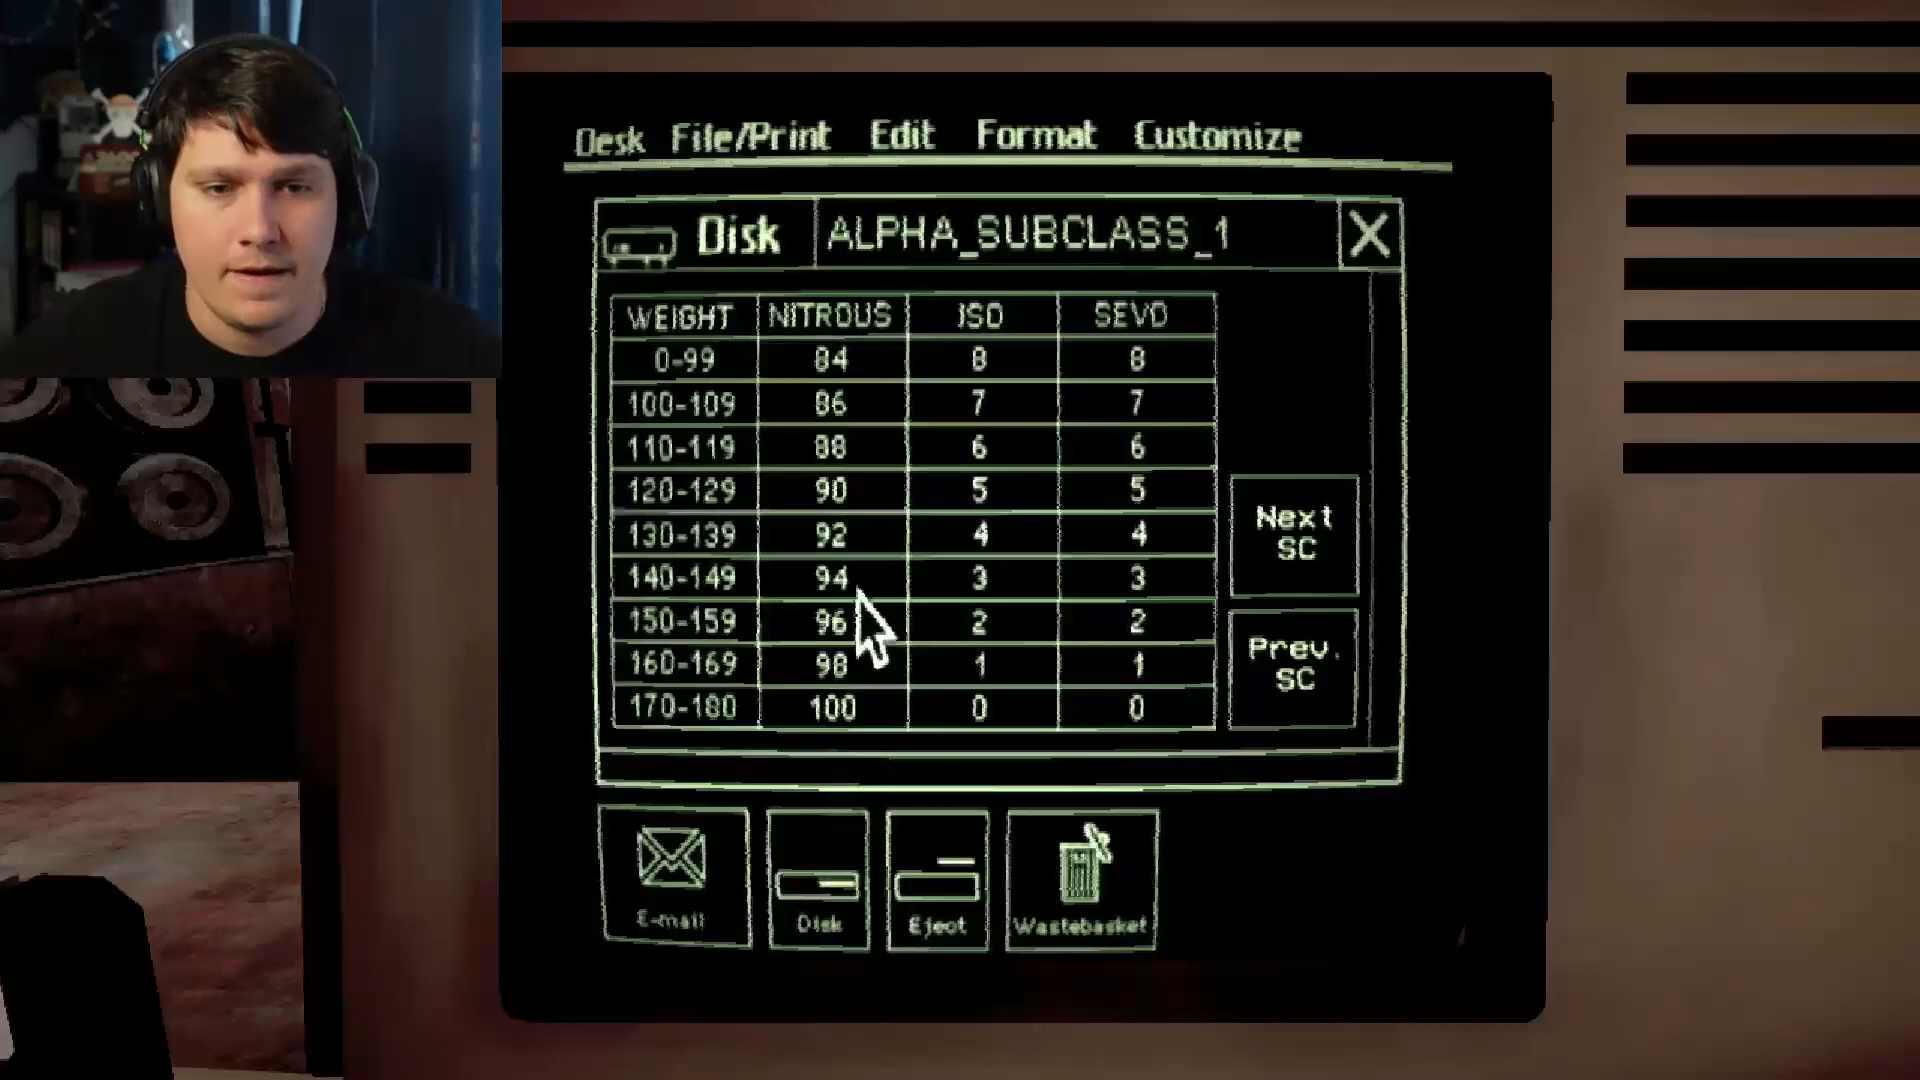 Desk File/Print Edit Format Customize
Disk ALPHA_SUBCLASS_1 X
WEIGHT NITROUS ISO SEVO
0-99 84 8 8
100-109 86 7 7
110-119 88 6 6
120-129 90 5 5
130-139 92 4 4
140-149 94 3 3
150-159 96 2 2
160-169 98 1 1
170-180 100 0 0
Next
SC
Prev.
SC
E-mail Disk Eject Wastebasket